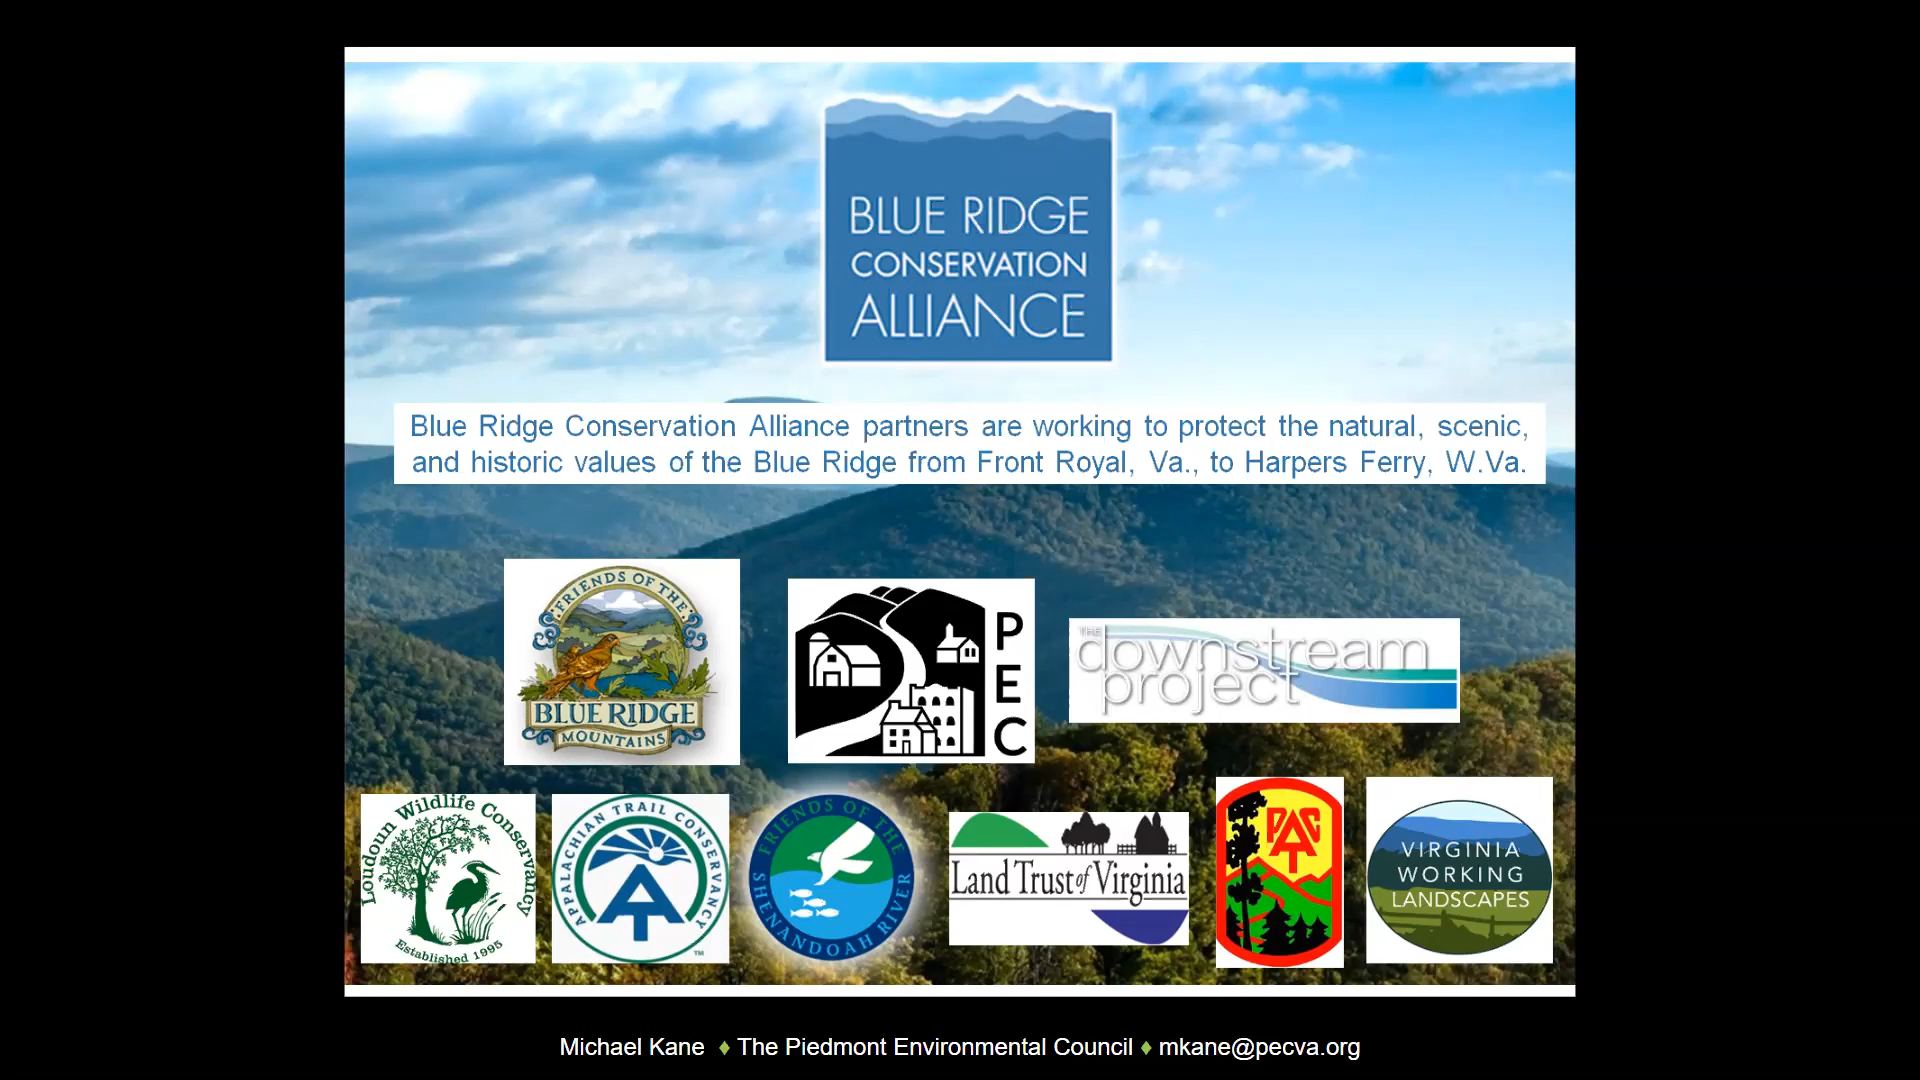 BLUE RIDGE
CONSERVATION
ALLIANCE
Blue Ridge Conservation Alliance partners are working to protect the natural, scenic,
and historic values of the Blue Ridge from Front Royal, Va., to Harpers Ferry, W.Va.
FRIENDS OF THE
BLUE RIDGE
MOUNTAINS
P
E
C
THE
downstream
project
Loudoun Wildlife Conservancy
Established 1995
APPALACHIAN TRAIL CONSERVANCY
AT
TM
FRIENDS OF THE
SHENANDOAH RIVER
Land Trust of Virginia
PATC
VIRGINIA
WORKING
LANDSCAPES
Michael Kane ♦ The Piedmont Environmental Council ♦ mkane@pecva.org